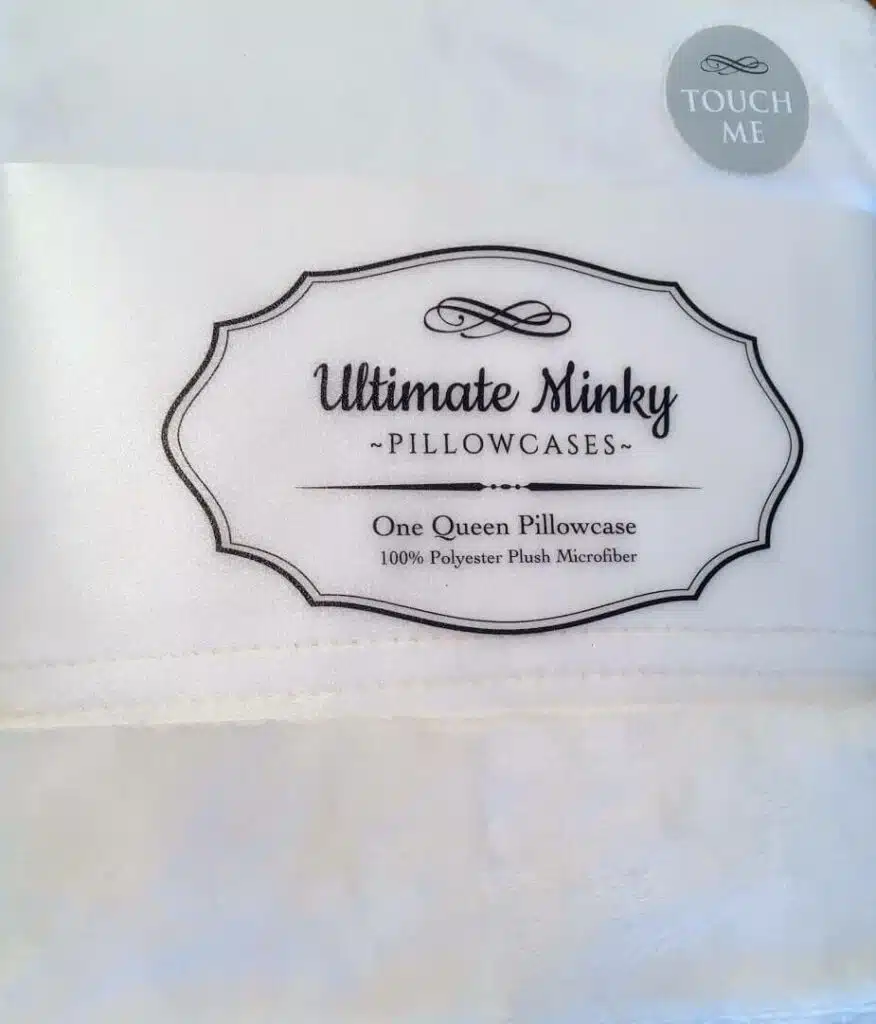 TOUCH
ME
Ultimate Minky
~PILLOWCASES~
One Queen Pillowcase
100% Polyester Plush Microfiber